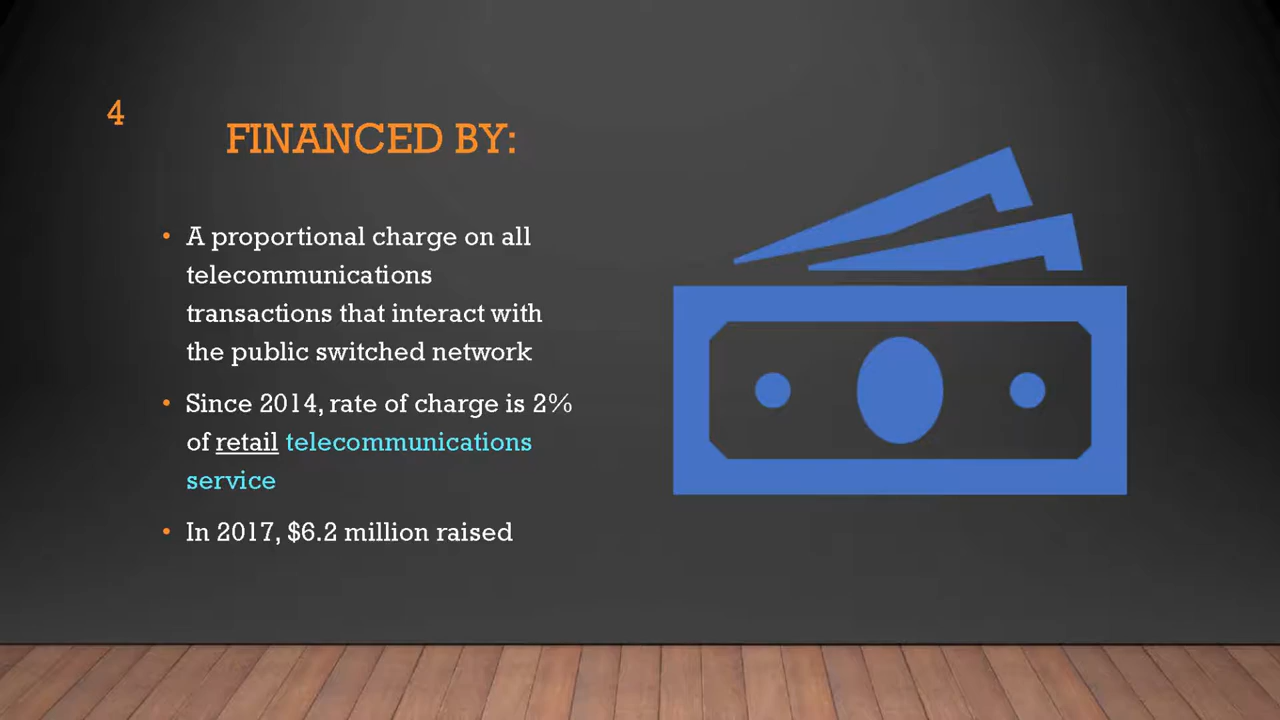 4
FINANCED BY:
• A proportional charge on all
telecommunications
transactions that interact with
the public switched network
• Since 2014, rate of charge is 2%
of retail telecommunications
service
• In 2017, $6.2 million raised